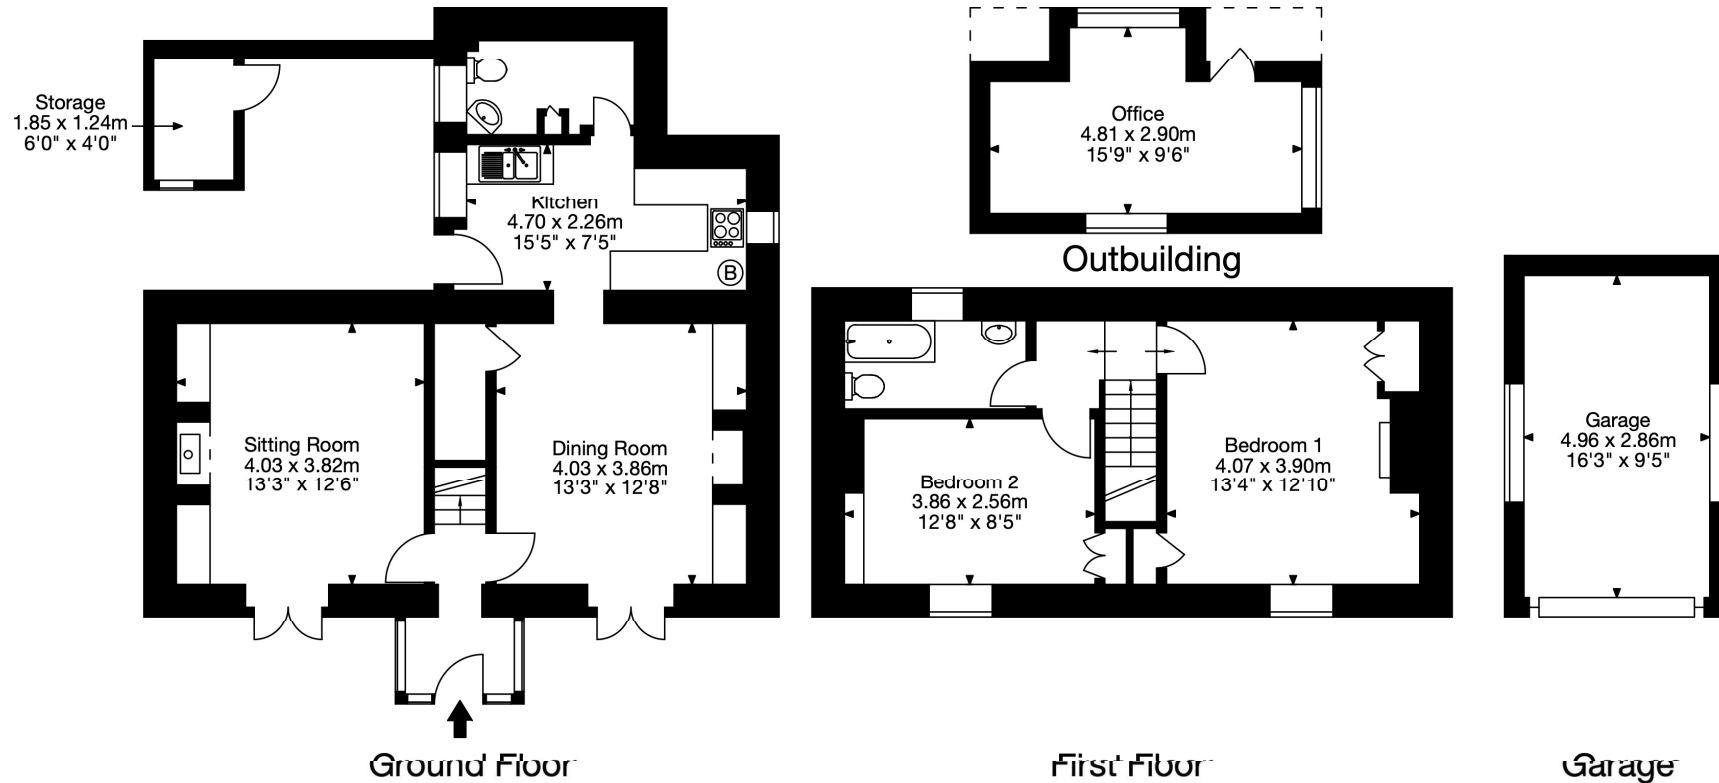 Storage
1.85 x 1.24m
6'0" x 4'0"
Kitchen
4.70 x 2.26m
15'5" x 7'5"
B
Sitting Room
4.03 x 3.82m
13'3" x 12'6"
Dining Room
4.03 x 3.86m
13'3" x 12'8"
Ground Floor
Office
4.81 x 2.90m
15'9" x 9'6"
Outbuilding
Bedroom 2
3.86 x 2.56m
12'8" x 8'5"
Bedroom 1
4.07 x 3.90m
13'4" x 12'10"
First Floor
Garage
4.96 x 2.86m
16'3" x 9'5"
Garage